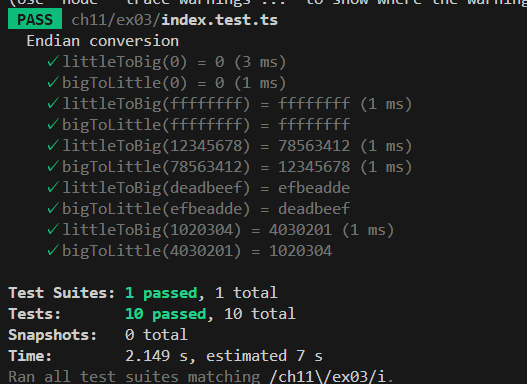 (Use `node --trace-warnings ...` to show where the warning
PASS ch11/ex03/index.test.ts
Endian conversion
✓littleToBig(0) = 0 (3 ms)
✓bigToLittle(0) = 0 (1 ms)
✓littleToBig(ffffffff) = ffffffff (1 ms)
✓bigToLittle(ffffffff) = ffffffff
✓littleToBig(12345678) = 78563412 (1 ms)
✓bigToLittle(78563412) = 12345678 (1 ms)
✓littleToBig(deadbeef) = efbeadde
✓bigToLittle(efbeadde) = deadbeef
✓littleToBig(1020304) = 4030201 (1 ms)
✓bigToLittle(4030201) = 1020304
Test Suites: 1 passed, 1 total
Tests: 10 passed, 10 total
Snapshots: 0 total
Time: 2.149 s, estimated 7 s
Ran all test suites matching /ch11\/ex03/i.